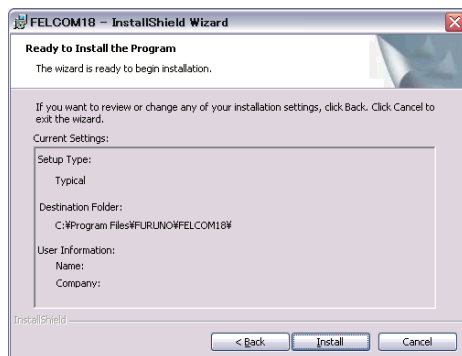 FELCOM18 - InstallShield Wizard
Ready to Install the Program
The wizard is ready to begin installation.
If you want to review or change any of your installation settings, click Back. Click Cancel to
exit the wizard.
Current Settings:
Setup Type:
Typical
Destination Folder:
C:¥Program Files¥FURUNO¥FELCOM18¥
User Information:
Name:
Company:
InstallShield
< Back
Install
Cancel